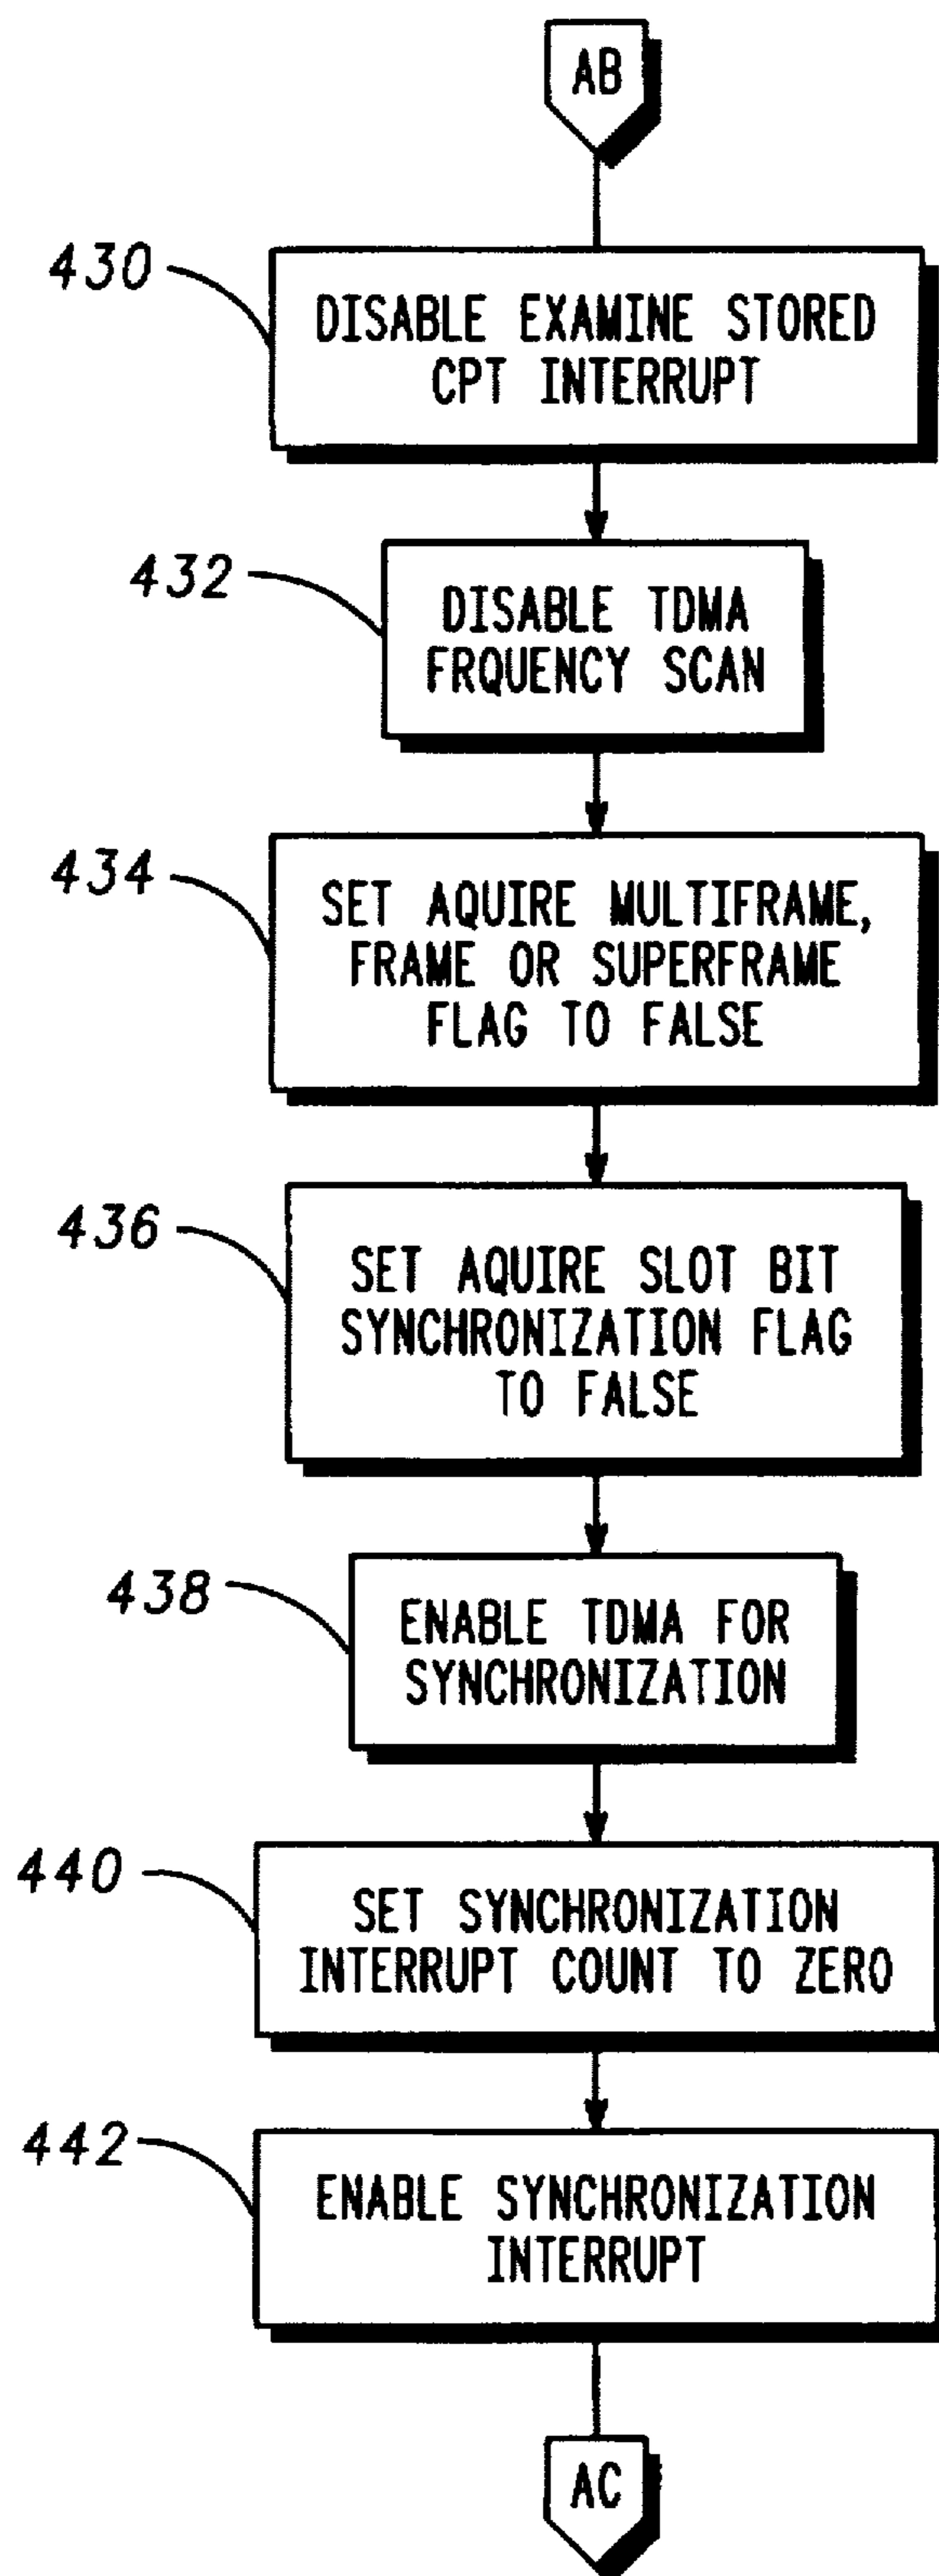 AB
430
DISABLE EXAMINE STORED
CPT INTERRUPT
432
DISABLE TDMA
FRQUENCY SCAN
434
SET AQUIRE MULTIFRAME,
FRAME OR SUPERFRAME
FLAG TO FALSE
436
SET AQUIRE SLOT BIT
SYNCHRONIZATION FLAG
TO FALSE
438
ENABLE TDMA FOR
SYNCHRONIZATION
440
SET SYNCHRONIZATION
INTERRUPT COUNT TO ZERO
442
ENABLE SYNCHRONIZATION
INTERRUPT
AC